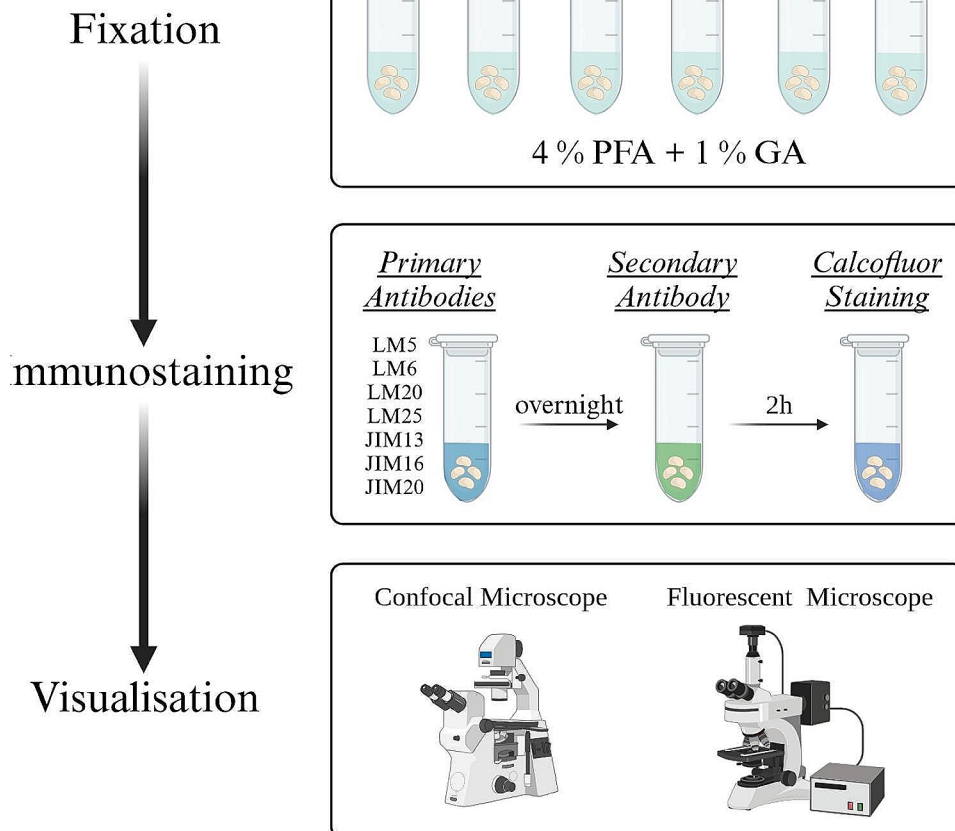 Fixation
4 % PFA + 1 % GA
Primary
Antibodies
Secondary
Antibody
Calcofluor
Staining
LM5
LM6
LM20
LM25
JIM13
JIM16
JIM20
overnight
2h
mmunostaining
Confocal Microscope
Fluorescent Microscope
Visualisation